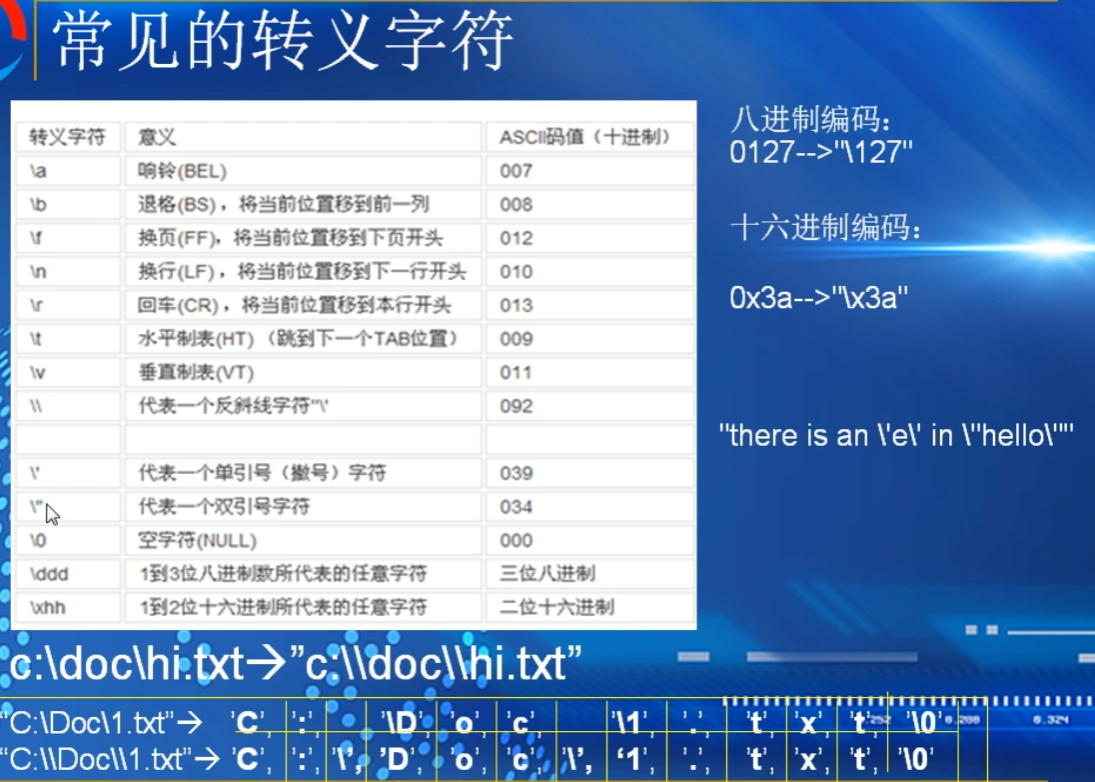 常见的转义字符
转义字符 意义 ASCII码值（十进制）
\a 响铃(BEL) 007
\b 退格(BS) ，将当前位置移到前一列 008
\f 换页(FF)，将当前位置移到下页开头 012
\n 换行(LF) ，将当前位置移到下一行开头 010
\r 回车(CR) ，将当前位置移到本行开头 013
\t 水平制表(HT) （跳到下一个TAB位置） 009
\v 垂直制表(VT) 011
\\ 代表一个反斜线字符''\' 092
\' 代表一个单引号（撇号）字符 039
\" 代表一个双引号字符 034
\0 空字符(NULL) 000
\ddd 1到3位八进制数所代表的任意字符 三位八进制
\xhh 1到2位十六进制所代表的任意字符 二位十六进制
八进制编码：
0127-->"\127"
十六进制编码：
0x3a-->"\x3a"
"there is an \'e\' in \"hello\""
c:\doc\hi.txt→”c:\\doc\\hi.txt”
“C:\Doc\1.txt”→ ’C’, ’:’, ’\D’, ’o’, ’c’, ’\1’, ’.’, ’t’, ’x’, ’t’, ’\0’
“C:\\Doc\\1.txt”→ ’C’, ’:’, ’\’, ’D’, ’o’, ’c’, ’\’, ‘1’, ’.’, ’t’, ’x’, ’t’, ’\0’
0.324